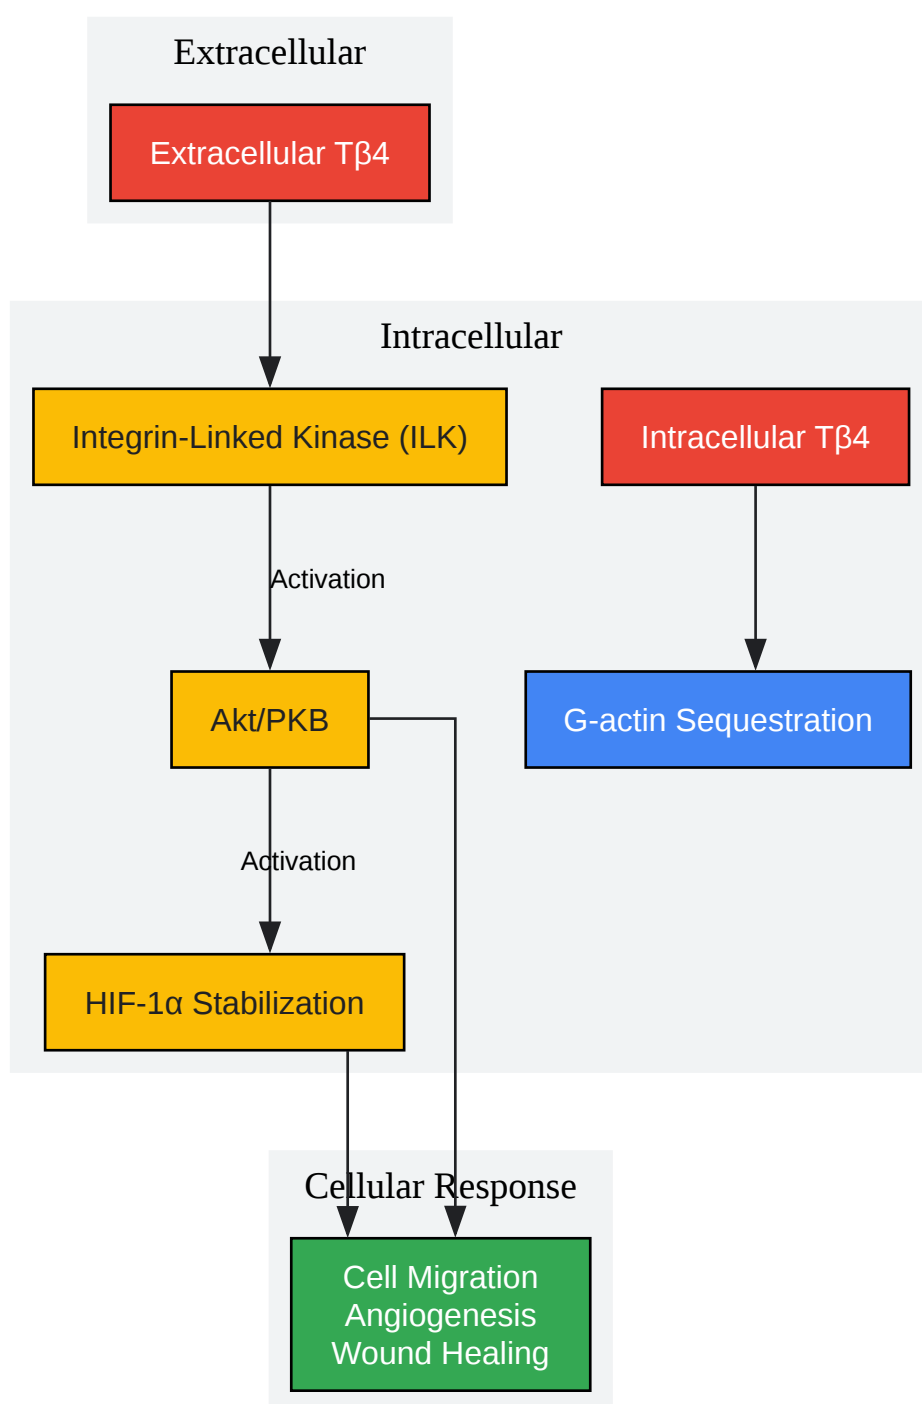 Extracellular
Extracellular Tβ4
Intracellular
Integrin-Linked Kinase (ILK)
Intracellular Tβ4
Activation
Akt/PKB
G-actin Sequestration
Activation
HIF-1α Stabilization
Cellular Response
Cell Migration
Angiogenesis
Wound Healing